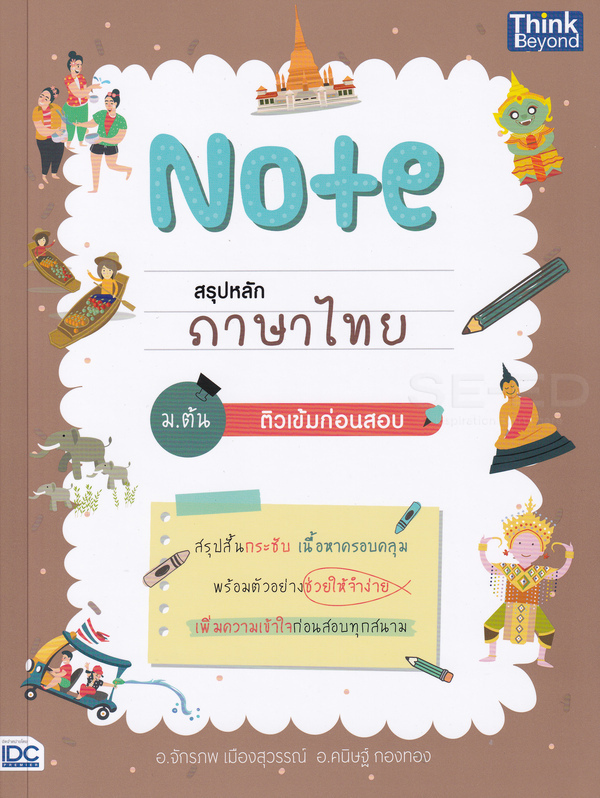 Think
Beyond
Note
สรุปหลัก
ภาษาไทย
SE-ED
ม.ต้น
ติวเข้มก่อนสอบ
สรุปสั้นกระชับ เนื้อหาครอบคลุม
พร้อมตัวอย่างช่วยให้จำง่าย
เพิ่มความเข้าใจก่อนสอบทุกสนาม
IDC
PREMIER
อ.จักรภพ เมืองสุวรรณ์ อ.คนิษฐ์ กองทอง